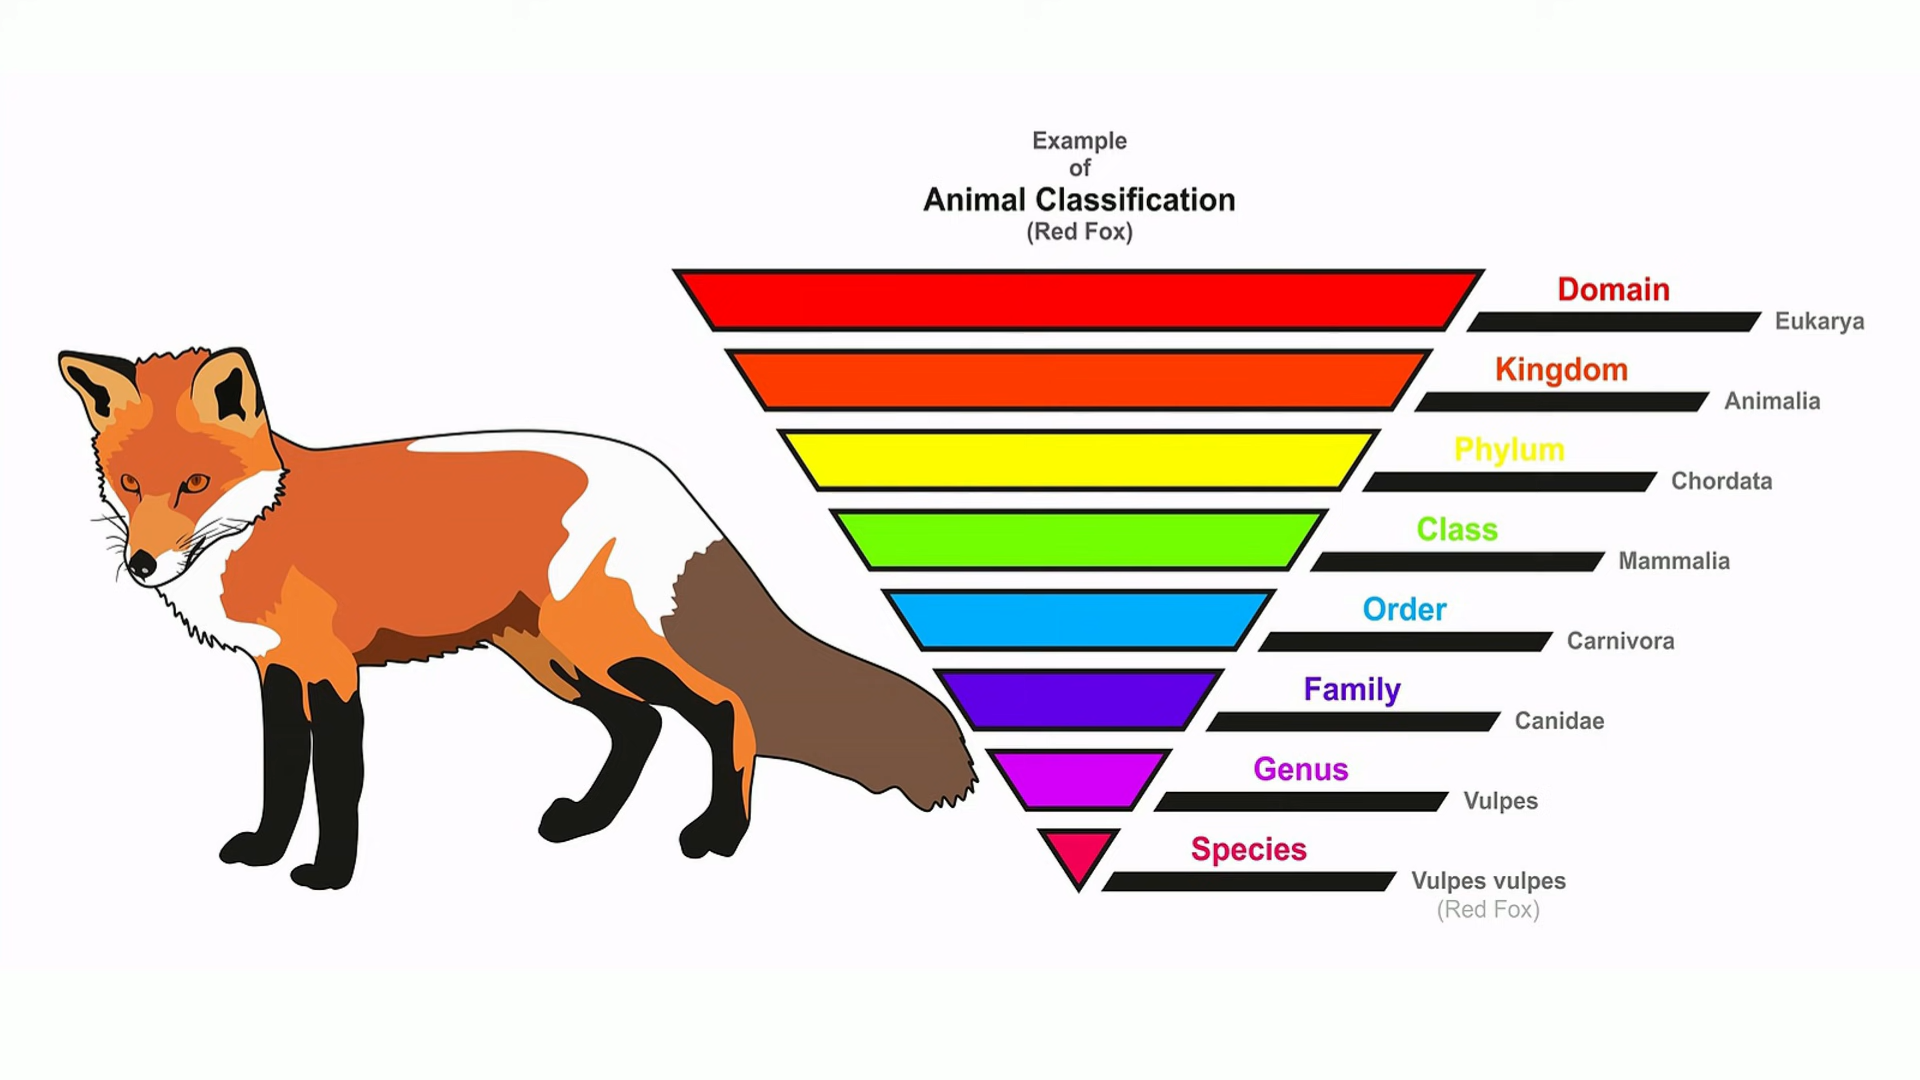 Example
of
Animal Classification
(Red Fox)
Domain
Eukarya
Kingdom
Animalia
Phylum
Chordata
Class
Mammalia
Order
Carnivora
Family
Canidae
Genus
Vulpes
Species
Vulpes vulpes
(Red Fox)